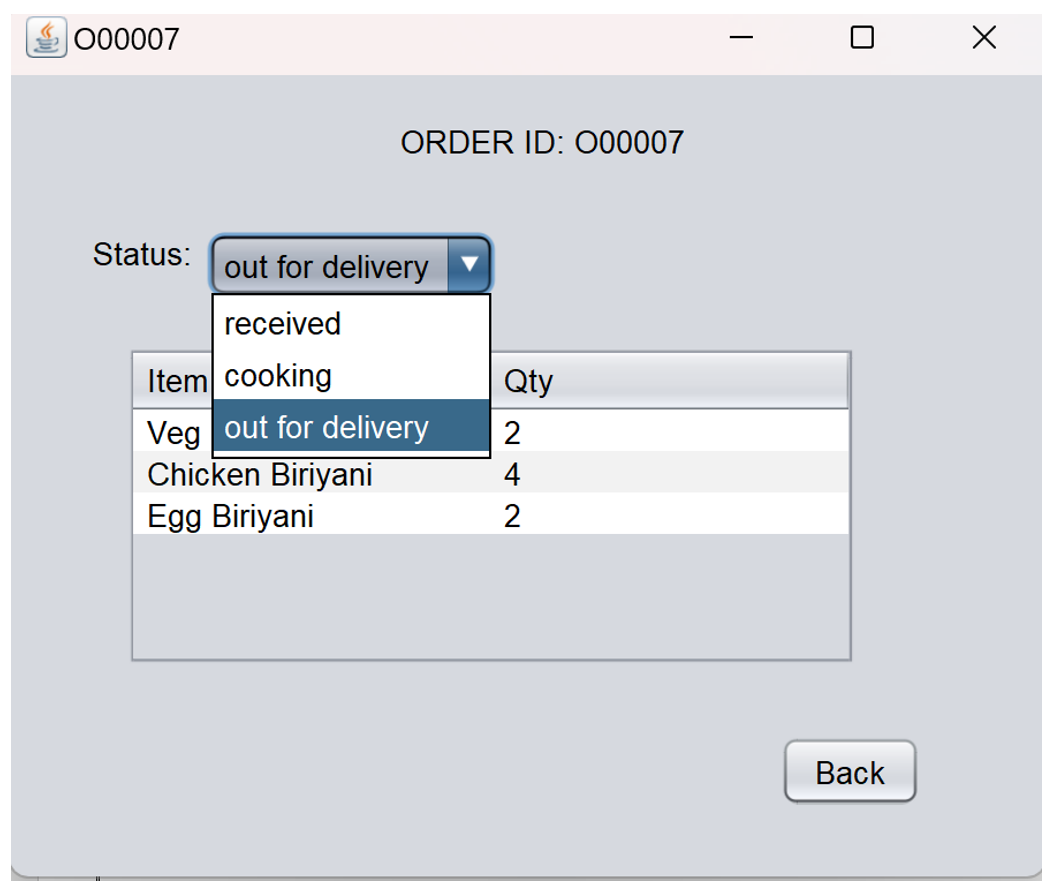 O00007
ORDER ID: O00007
Status: out for delivery
received
cooking
out for delivery
Item Qty
Veg 2
Chicken Biriyani 4
Egg Biriyani 2
Back